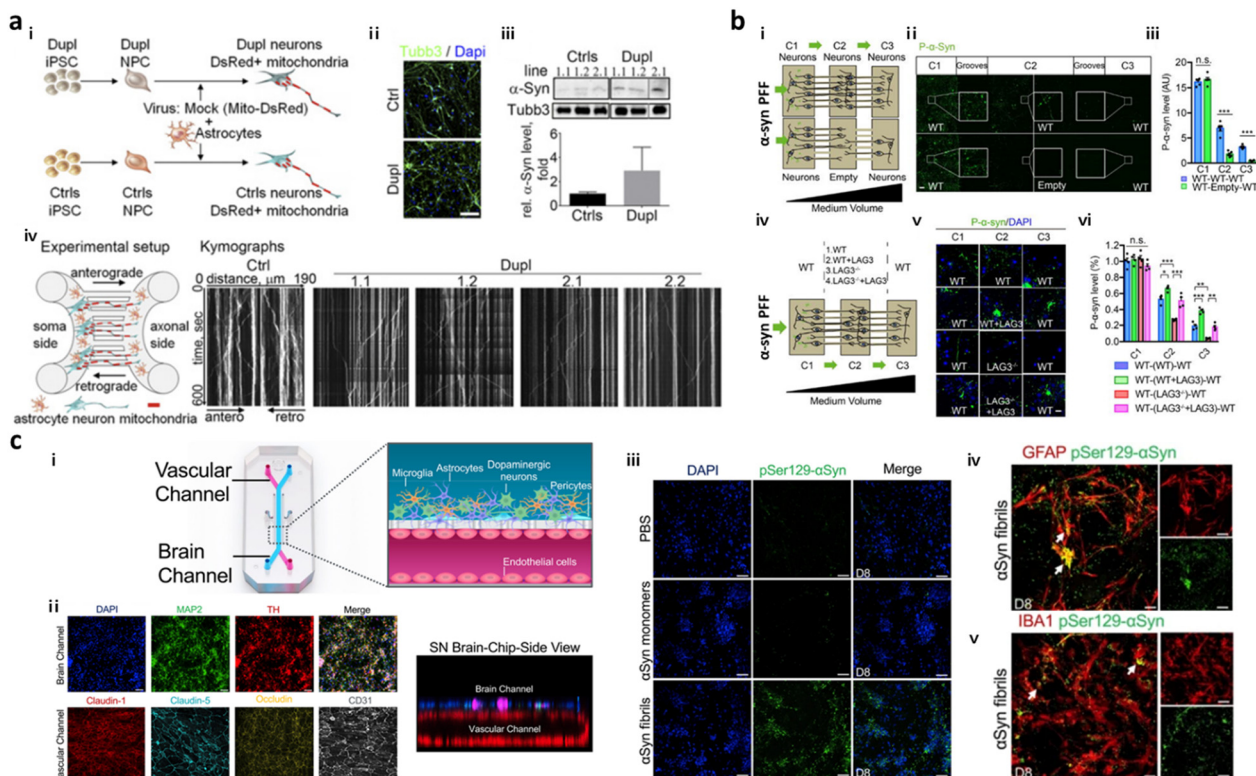 a
i
Dupl
iPSC
Dupl
NPC
Dupl neurons
DsRed+ mitochondria
Virus: Mock (Mito-DsRed)
+
Astrocytes
Ctrls
iPSC
Ctrls
NPC
Ctrls neurons
DsRed+ mitochondria
ii
Tubb3 / Dapi
Ctrl
Dupl
iii
Ctrls
Dupl
line
1.1
1.2
2.1
1.1
1.2
2.1
α-Syn
Tubb3
rel. α-Syn level,
fold
6
4
2
0
Ctrls
Dupl
iv
Experimental setup
anterograde
soma
side
axonal
side
retrograde
astrocyte neuron mitochondria
Kymographs
Ctrl
0 distance, µm 190
0
time, sec
600
antero
retro
Dupl
1.1
1.2
2.1
2.2
b
i
C1
C2
C3
Neurons
Neurons
Neurons
α-syn PFF
Neurons
Empty
Neurons
Medium Volume
ii
P-α-Syn
C1
Grooves
C2
Grooves
C3
WT
WT
WT
WT
Empty
WT
iii
P-α-syn level (AU)
20
15
10
5
0
n.s.
***
***
C1
C2
C3
WT-WT-WT
WT-Empty-WT
iv
WT
1.WT
2.WT+LAG3
3.LAG3-/-
4.LAG3-/-+LAG3
WT
α-syn PFF
C1
C2
C3
Medium Volume
v
P-α-syn/DAPI
C1
C2
C3
WT
WT
WT
WT
WT+LAG3
WT
WT
LAG3-/-
WT
WT
LAG3-/-
+LAG3
WT
vi
P-α-syn level (%)
n.s.
***
*
***
**
***
**
C1
C2
C3
WT-(WT)-WT
WT-(WT+LAG3)-WT
WT-(LAG3-/-)-WT
WT-(LAG3-/-+LAG3)-WT
c
i
Vascular
Channel
Brain
Channel
Microglia
Astrocytes
Dopaminergic
neurons
Pericytes
Endothelial cells
ii
DAPI
MAP2
TH
Merge
Brain Channel
Claudin-1
Claudin-5
Occludin
CD31
Vascular Channel
SN Brain-Chip-Side View
Brain Channel
Vascular Channel
iii
DAPI
pSer129-αSyn
Merge
PBS
D8
αSyn monomers
D8
αSyn fibrils
D8
iv
GFAP pSer129-αSyn
αSyn fibrils
D8
v
IBA1 pSer129-αSyn
αSyn fibrils
D8